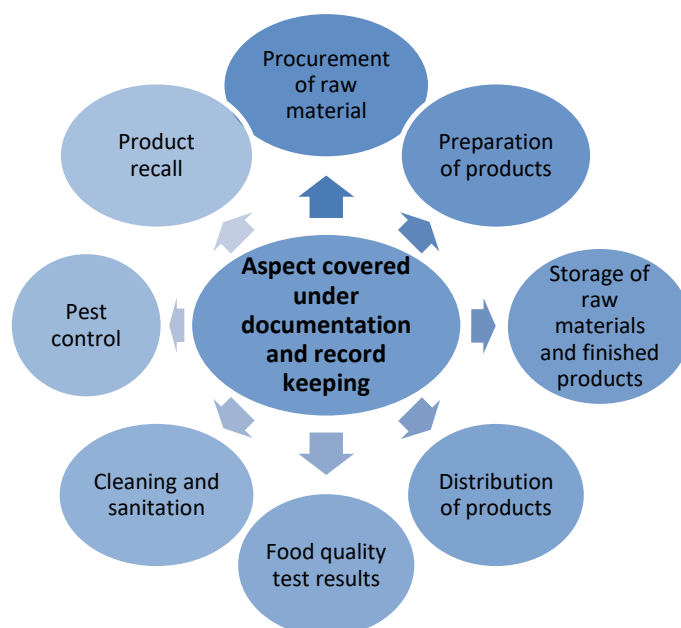 Procurement
of raw
material
Preparation
of products
Storage of
raw
materials
and finished
products
Distribution
of products
Food quality
test results
Cleaning and
sanitation
Pest
control
Product
recall
Aspect covered
under
documentation
and record
keeping